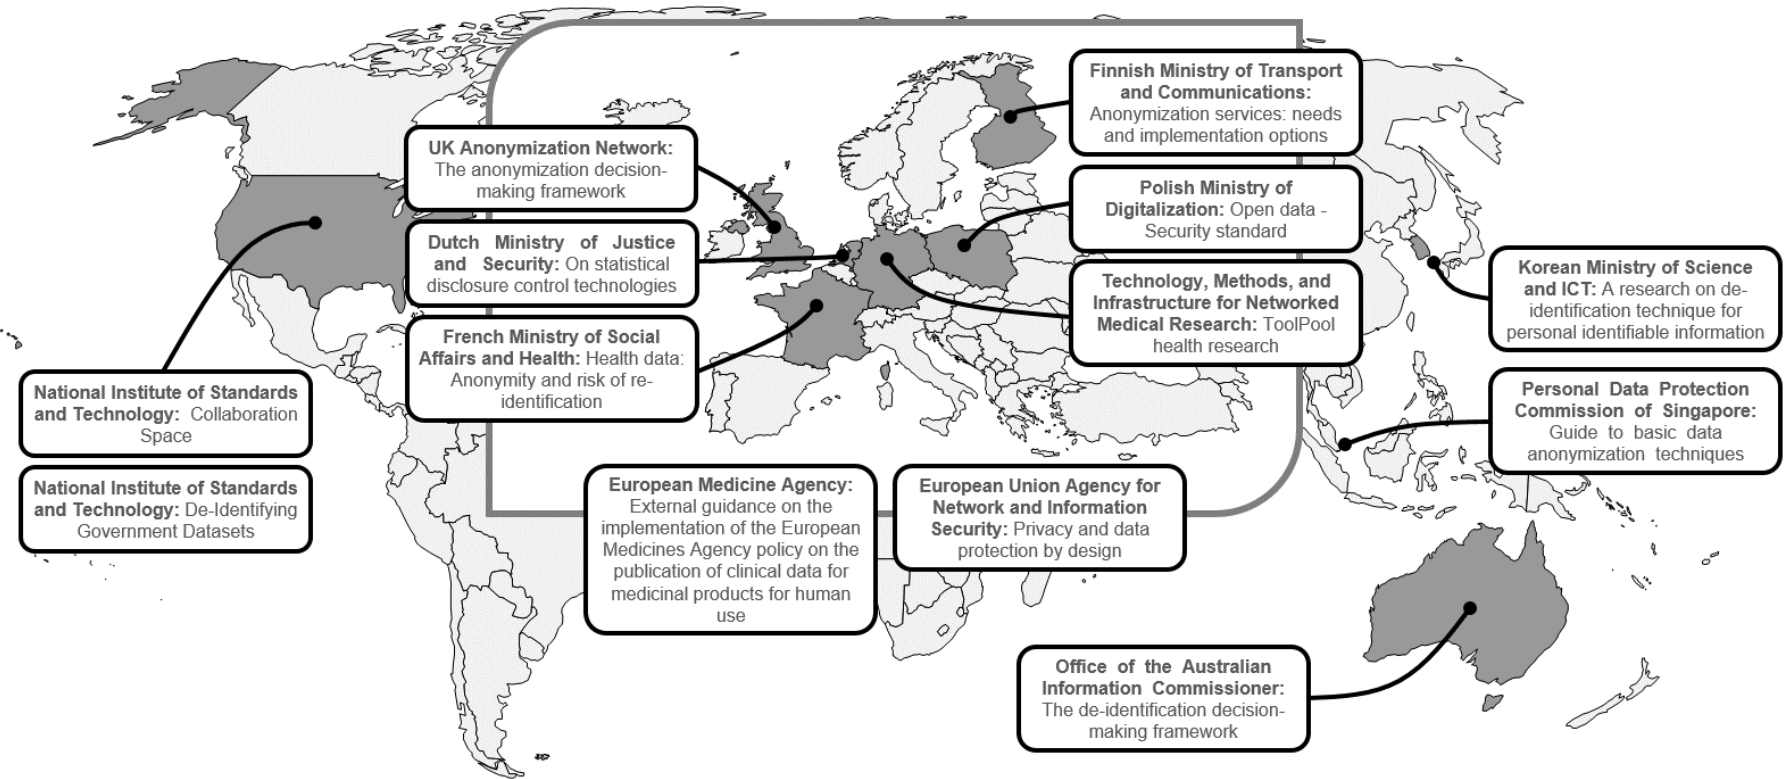 Finnish Ministry of Transport
and Communications:
Anonymization services: needs
and implementation options
UK Anonymization Network:
The anonymization decision-
making framework
Polish Ministry of
Digitalization: Open data -
Security standard
Dutch Ministry of Justice
and Security: On statistical
disclosure control technologies
Technology, Methods, and
Infrastructure for Networked
Medical Research: ToolPool
health research
Korean Ministry of Science
and ICT: A research on de-
identification technique for
personal identifiable information
French Ministry of Social
Affairs and Health: Health data:
Anonymity and risk of re-
identification
National Institute of Standards
and Technology: Collaboration
Space
Personal Data Protection
Commission of Singapore:
Guide to basic data
anonymization techniques
National Institute of Standards
and Technology: De-Identifying
Government Datasets
European Medicine Agency:
External guidance on the
implementation of the European
Medicines Agency policy on the
publication of clinical data for
medicinal products for human
use
European Union Agency for
Network and Information
Security: Privacy and data
protection by design
Office of the Australian
Information Commissioner:
The de-identification decision-
making framework